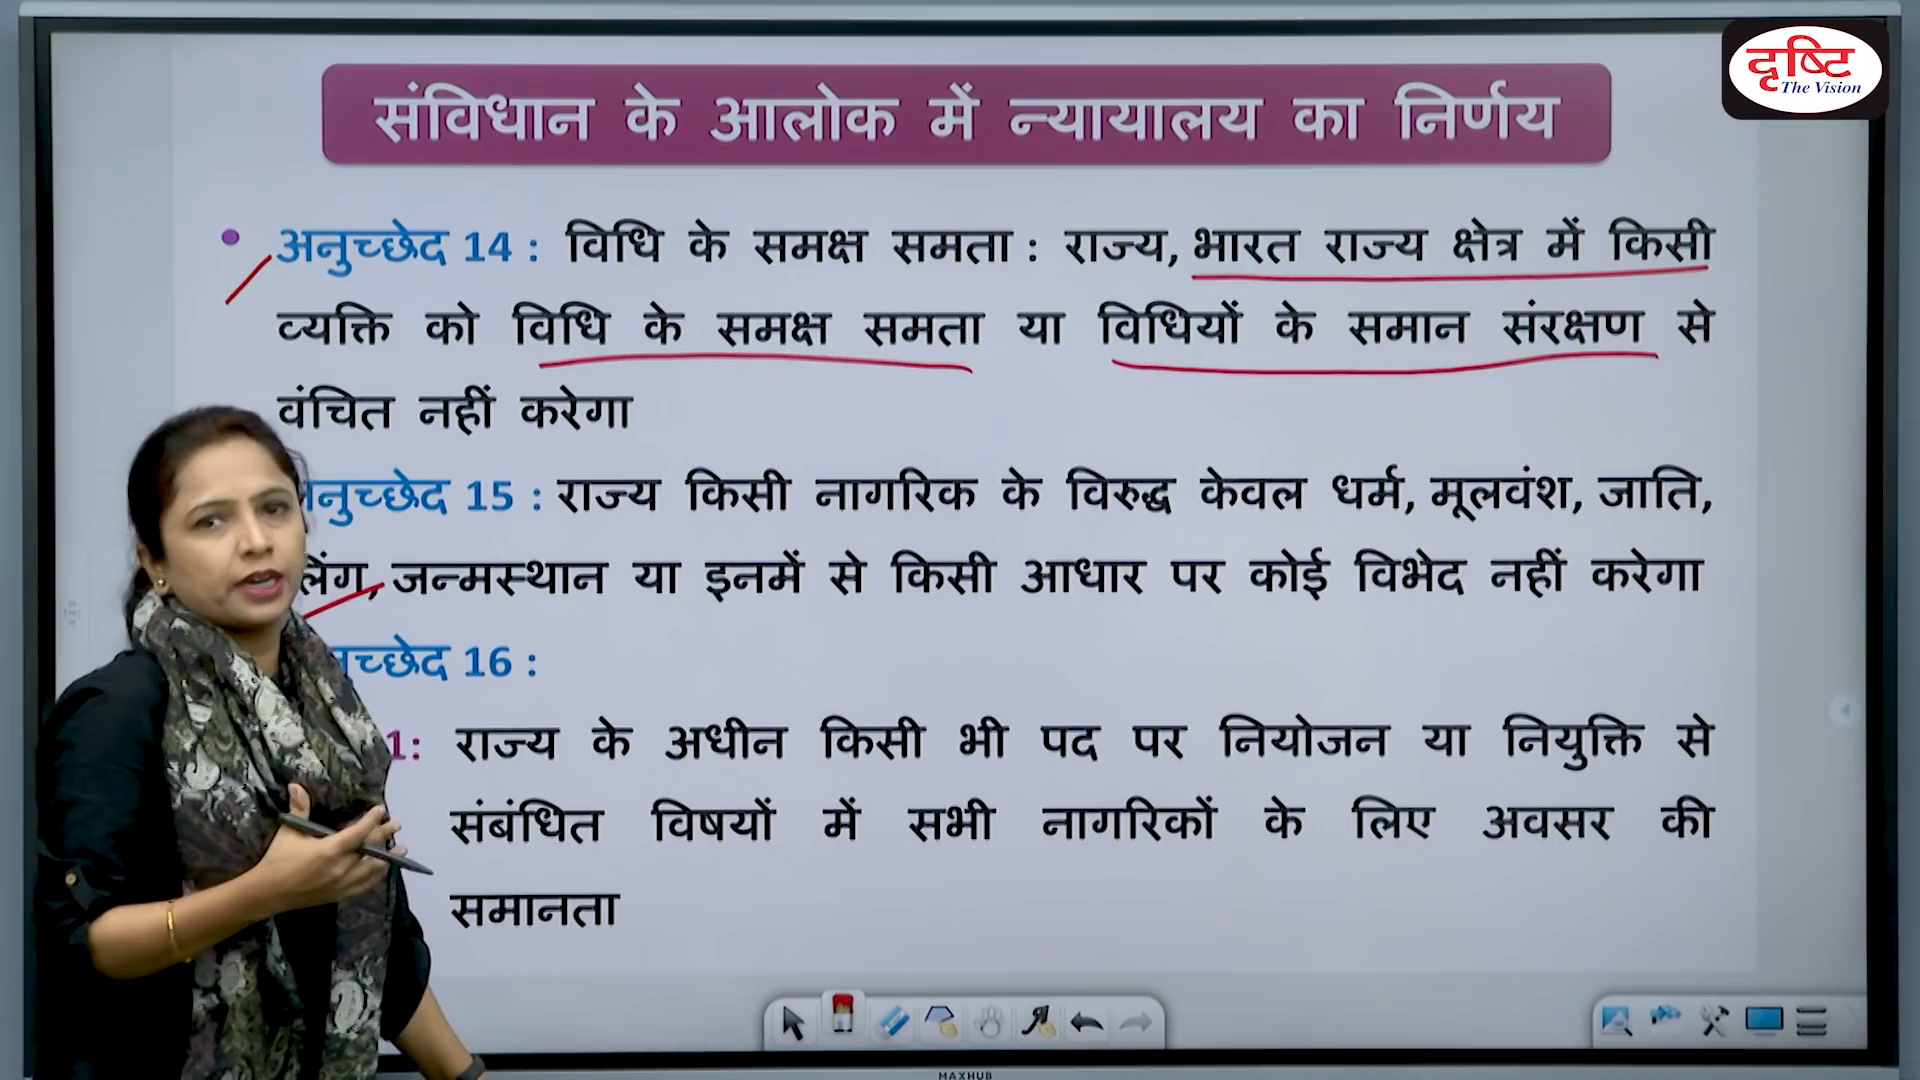 दृष्टि
The Vision
संविधान के आलोक में न्यायालय का निर्णय
• अनुच्छेद 14 : विधि के समक्ष समता : राज्य, भारत राज्य क्षेत्र में किसी
व्यक्ति को विधि के समक्ष समता या विधियों के समान संरक्षण से
वंचित नहीं करेगा
नुच्छेद 15 : राज्य किसी नागरिक के विरुद्ध केवल धर्म, मूलवंश, जाति,
लिंग, जन्मस्थान या इनमें से किसी आधार पर कोई विभेद नहीं करेगा
नुच्छेद 16 :
1: राज्य के अधीन किसी भी पद पर नियोजन या नियुक्ति से
संबंधित विषयों में सभी नागरिकों के लिए अवसर की
समानता
MAXHUB